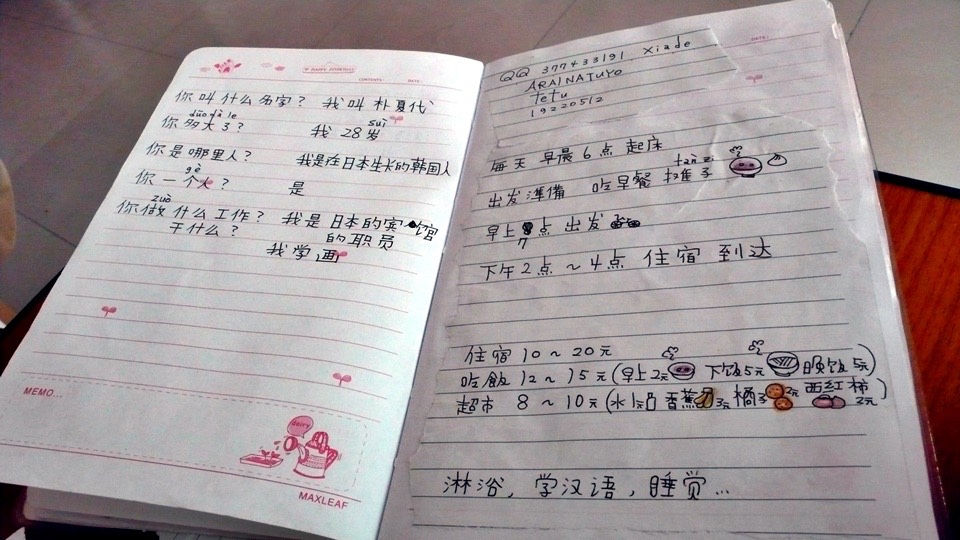 HAPPY
CONTENTS:
DATE:
你叫什么名字? 我叫朴夏代
duō dà le
suì
你多大了? 我28岁
你是哪里人? 我是在日本生长的韩国人
gè
你一个人? 是
zuò
你做什么工作? 我是日本的宾馆
干什么? 的职员
我学画
MEMO...
dairy
MAXLEAF
DATE:
QQ 377433191 Xiade
ARAINATUYO
tetu
19220512
每天 早晨6点 起床
tān zi
出发準備 吃早餐 摊子
早上7点 出发
下午2点~4点 住宿 到达
住宿 10~20元
吃飯 12~15元(早上2元 下饭5元 晚饭5元)
超市 8~10元(水1元 香蕉3元 橘子2元 西紅柿2元)
淋浴, 学汉语, 睡觉...